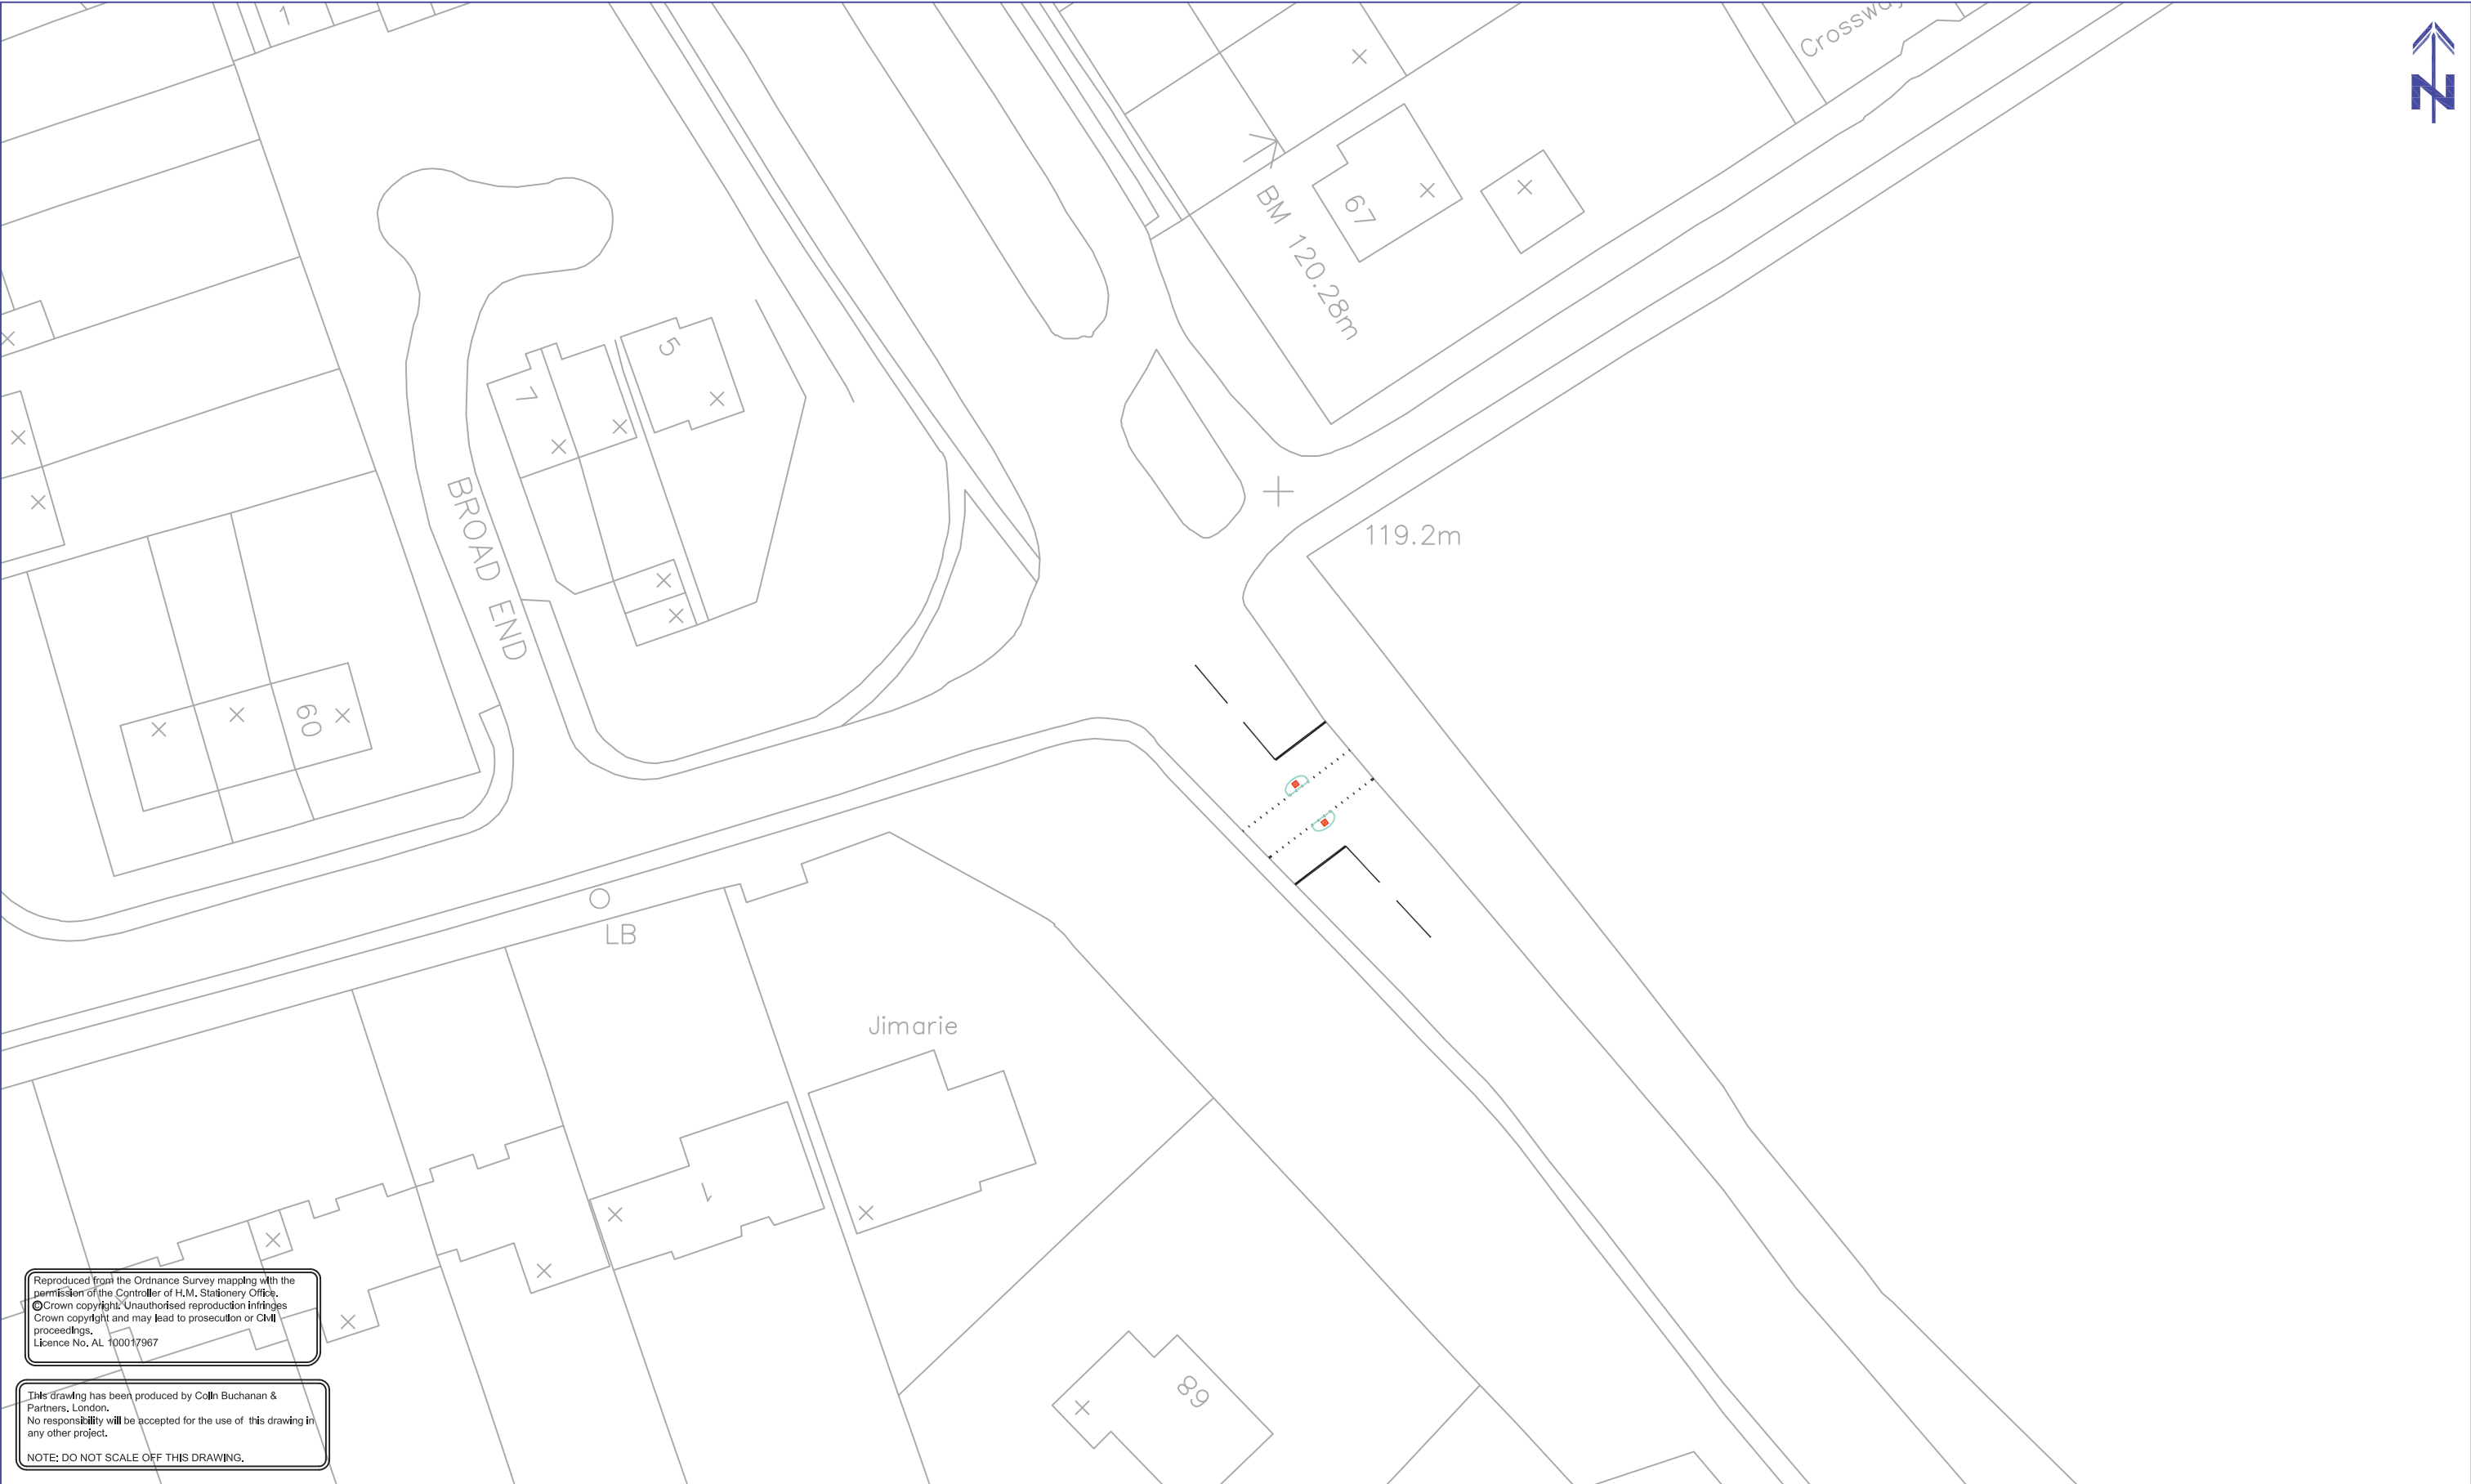 1
Crossway
N
67
BM 120.28m
5
7
BROAD END
119.2m
60
LB
Jimarie
1
89
Reproduced from the Ordnance Survey mapping with the
permission of the Controller of H.M. Stationery Office.
©Crown copyright. Unauthorised reproduction infringes
Crown copyright and may lead to prosecution or Civil
proceedings.
Licence No. AL 100017967
This drawing has been produced by Colin Buchanan &
Partners. London.
No responsibility will be accepted for the use of this drawing in
any other project.
NOTE: DO NOT SCALE OFF THIS DRAWING.